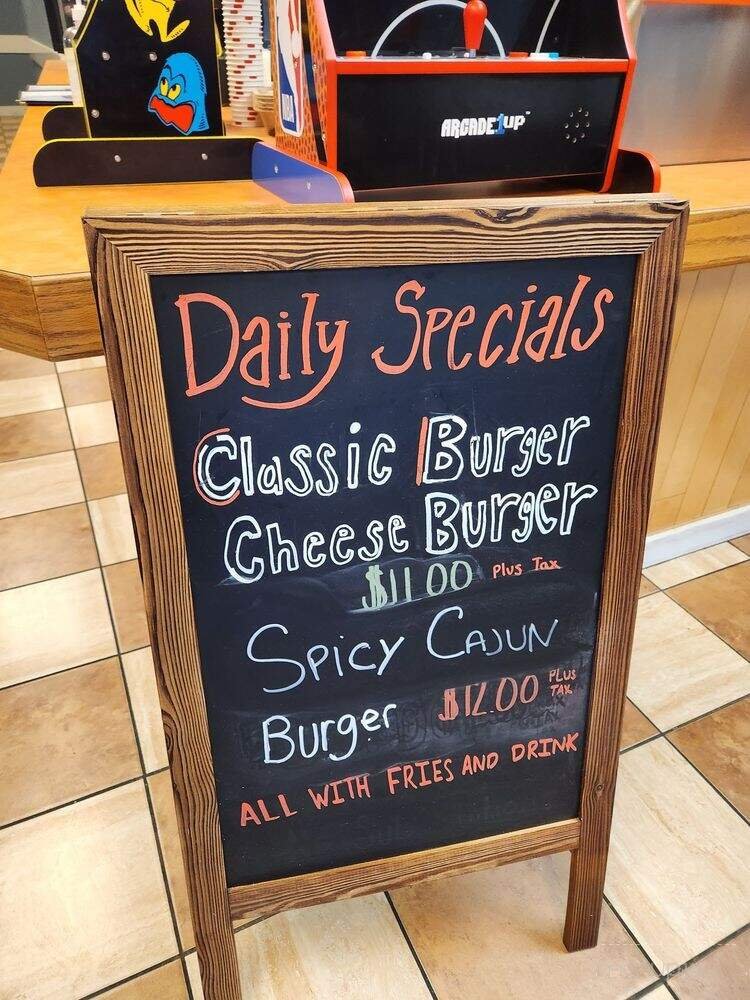 NBA
ARCADE1UP
Daily Specials
Classic Burger
Cheese Burger
$11.00 Plus Tax
Spicy Cajun
Burger $12.00 PLUS TAX
ALL WITH FRIES AND DRINK